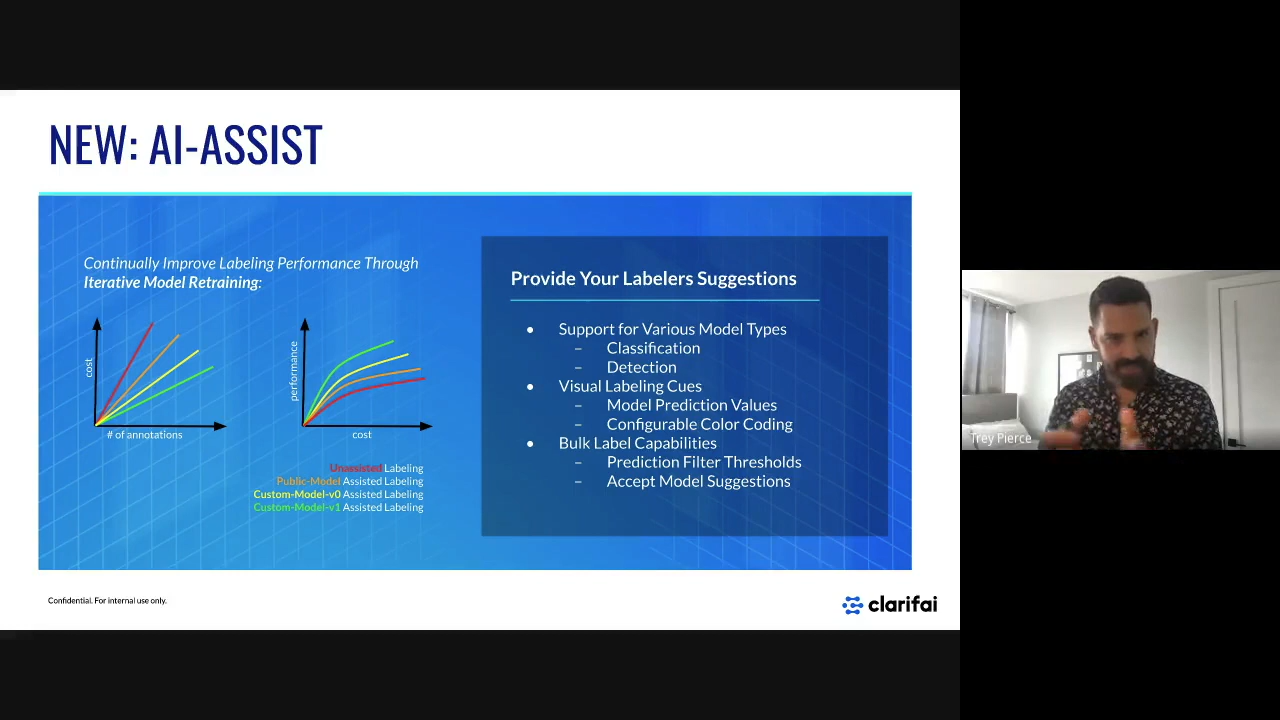 NEW: AI-ASSIST
Continually Improve Labeling Performance Through
Iterative Model Retraining:
cost
# of annotations
performance
cost
Unassisted Labeling
Public-Model Assisted Labeling
Custom-Model-v0 Assisted Labeling
Custom-Model-v1 Assisted Labeling
Provide Your Labelers Suggestions
● Support for Various Model Types
– Classification
– Detection
● Visual Labeling Cues
– Model Prediction Values
– Configurable Color Coding
● Bulk Label Capabilities
– Prediction Filter Thresholds
– Accept Model Suggestions
Confidential. For internal use only.
clarifai
Trey Pierce